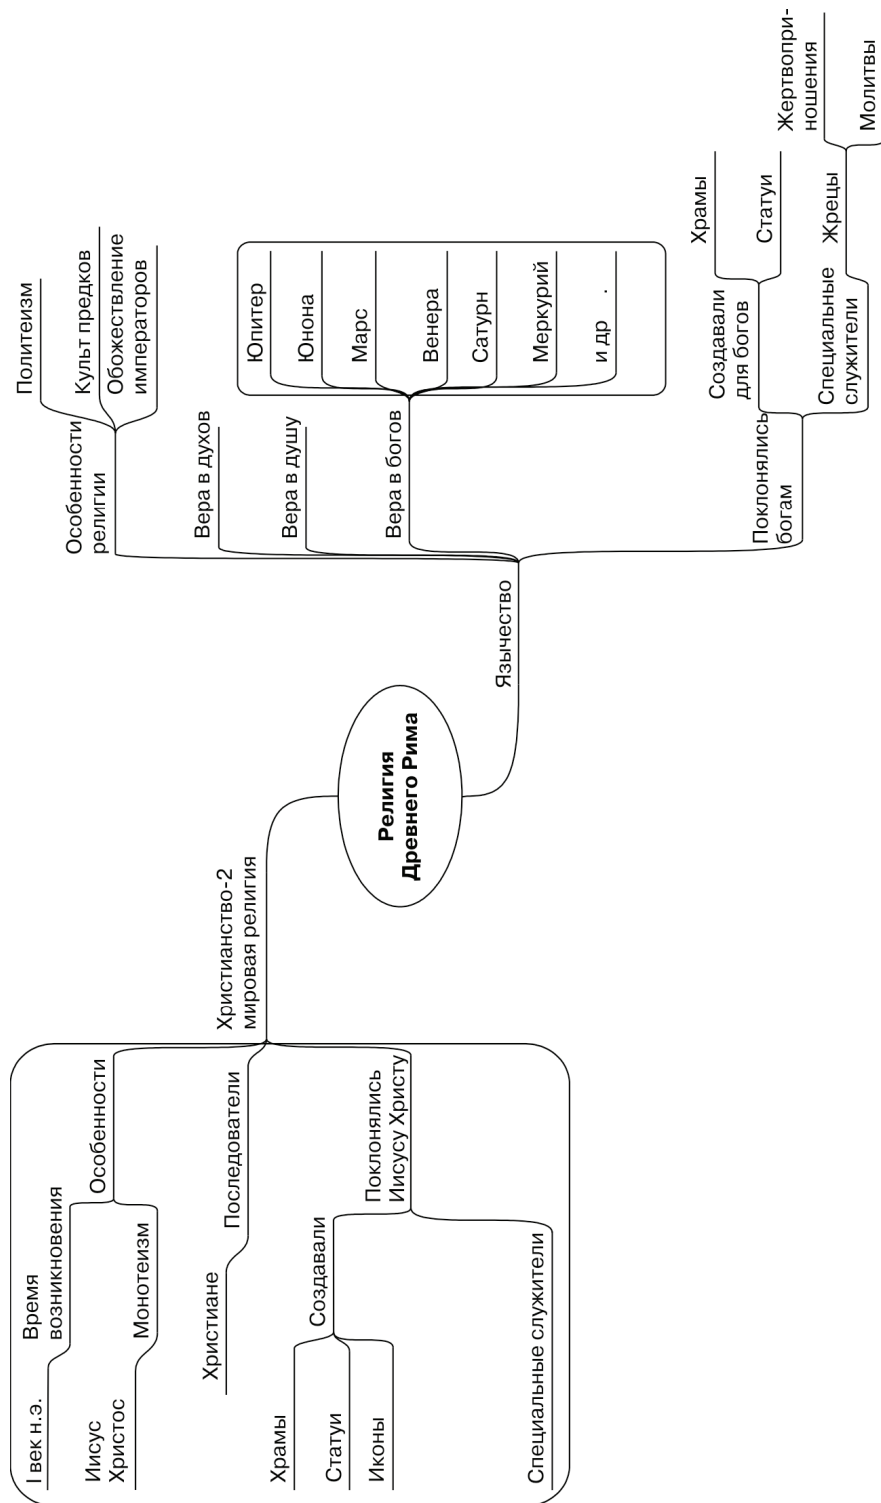 Религия
Древнего Рима
Христианство-2
мировая религия
Особенности
Время
возникновения
I век н.э.
Монотеизм
Иисус
Христос
Последователи
Христиане
Поклонялись
Иисусу Христу
Создавали
Храмы
Статуи
Иконы
Специальные служители
Язычество
Особенности
религии
Политеизм
Культ предков
Обожествление
императоров
Вера в духов
Вера в душу
Вера в богов
Юпитер
Юнона
Марс
Венера
Сатурн
Меркурий
и др .
Поклонялись
богам
Создавали
для богов
Храмы
Статуи
Специальные
служители
Жрецы
Жертвопри-
ношения
Молитвы